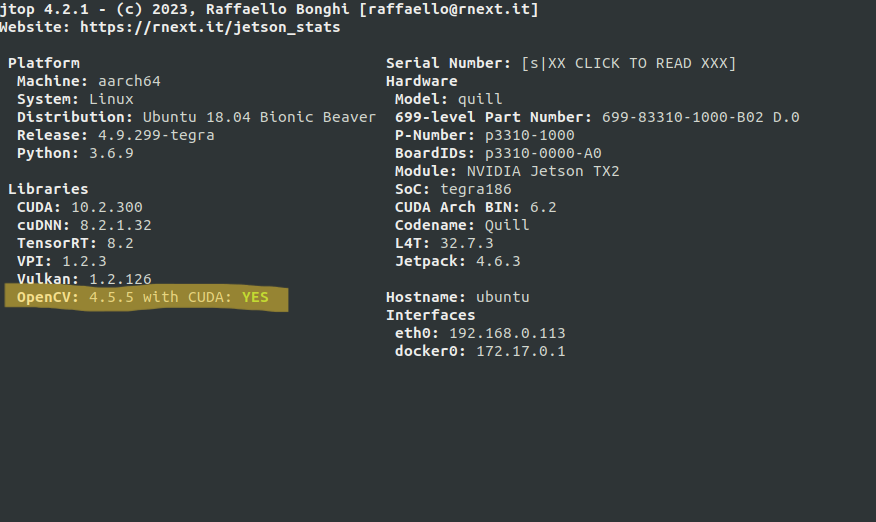 jtop 4.2.1 - (c) 2023, Raffaello Bonghi [raffaello@rnext.it]
Website: https://rnext.it/jetson_stats
Platform
Machine: aarch64
System: Linux
Distribution: Ubuntu 18.04 Bionic Beaver
Release: 4.9.299-tegra
Python: 3.6.9
Libraries
CUDA: 10.2.300
cuDNN: 8.2.1.32
TensorRT: 8.2
VPI: 1.2.3
Vulkan: 1.2.126
OpenCV: 4.5.5 with CUDA: YES
Serial Number: [s|XX CLICK TO READ XXX]
Hardware
Model: quill
699-level Part Number: 699-83310-1000-B02 D.0
P-Number: p3310-1000
BoardIDs: p3310-0000-A0
Module: NVIDIA Jetson TX2
SoC: tegra186
CUDA Arch BIN: 6.2
Codename: Quill
L4T: 32.7.3
Jetpack: 4.6.3
Hostname: ubuntu
Interfaces
eth0: 192.168.0.113
docker0: 172.17.0.1